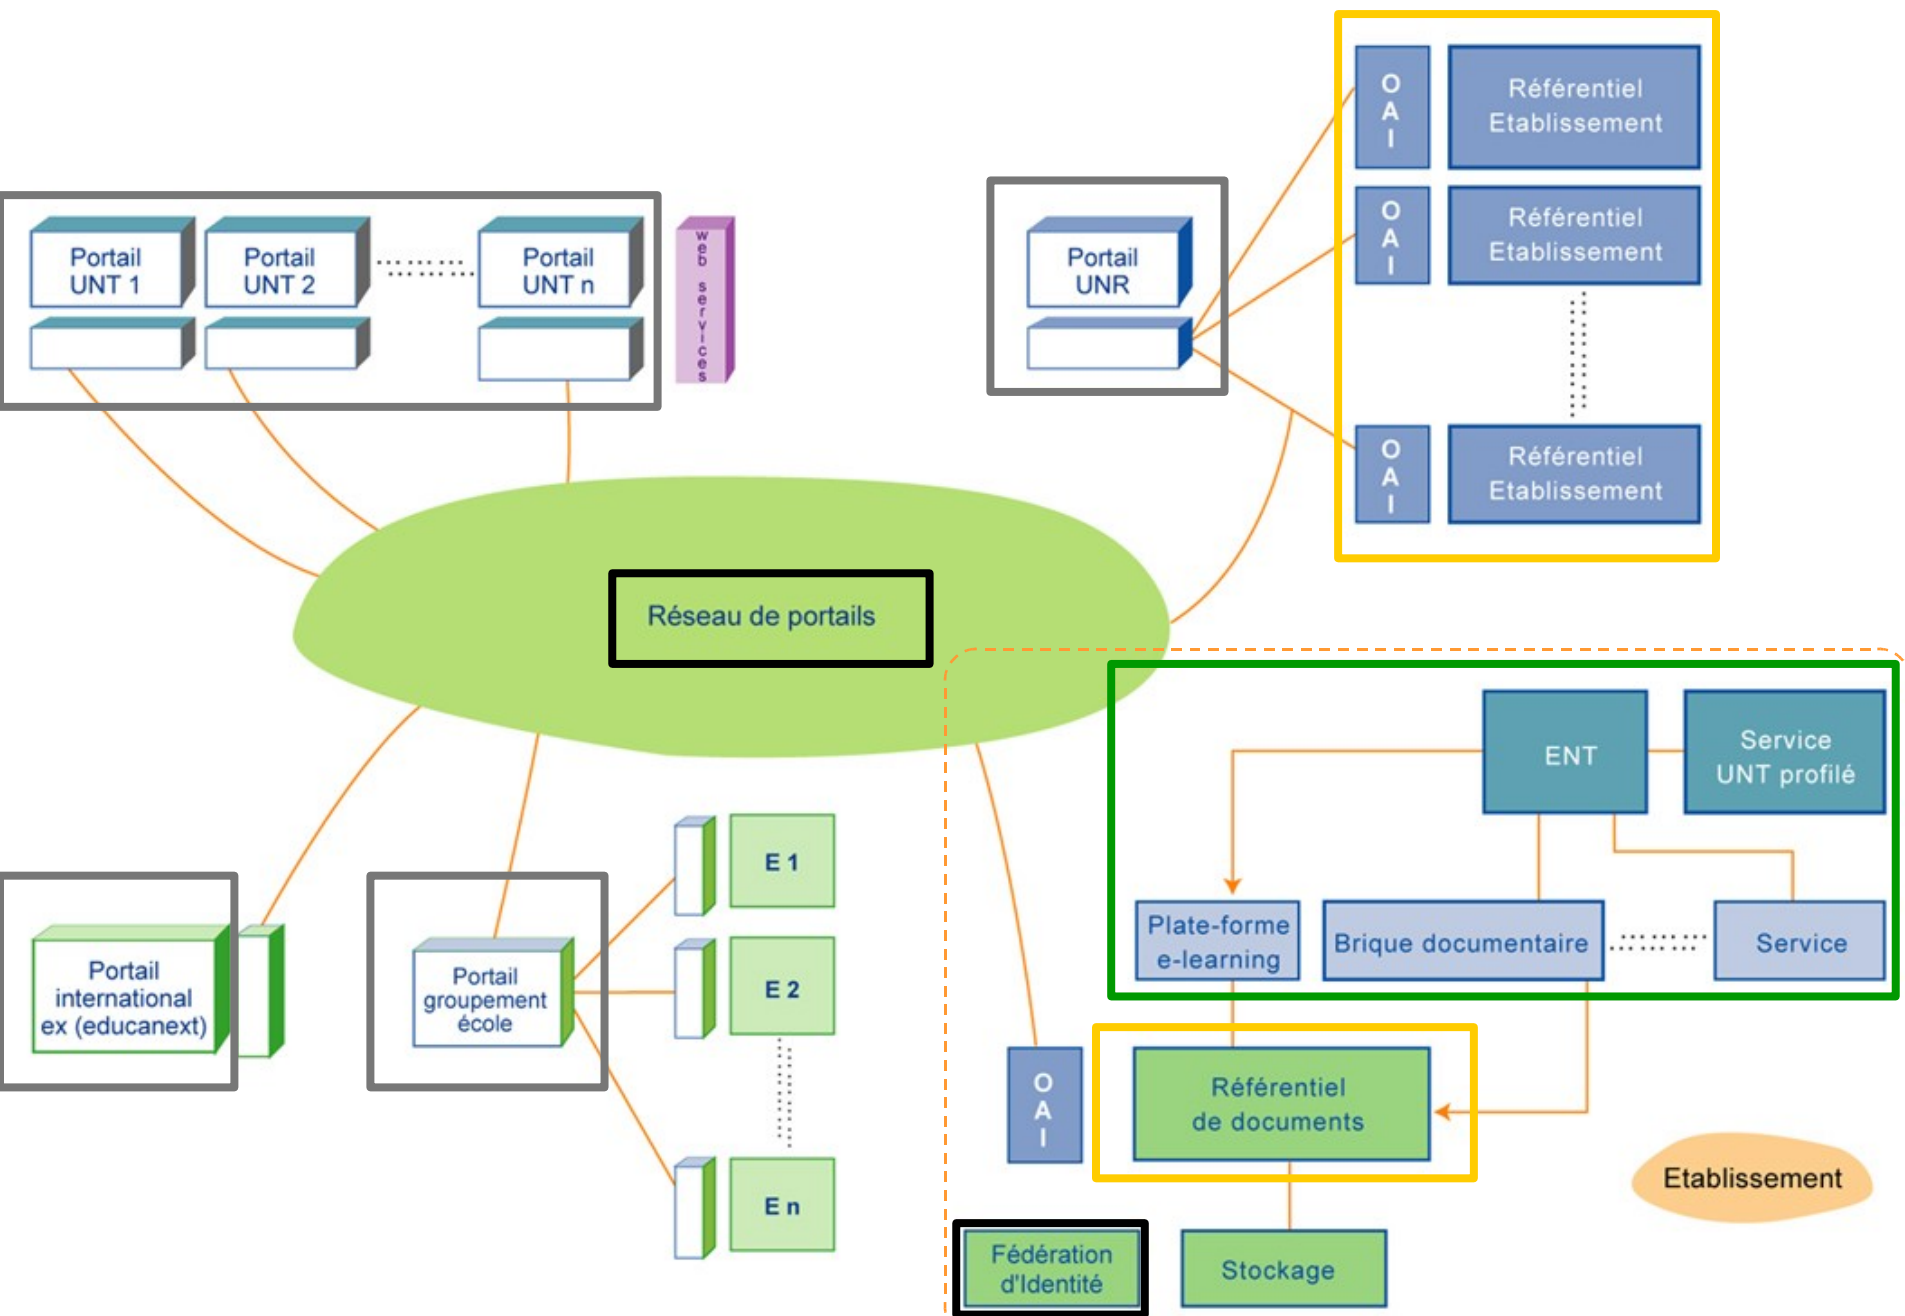 O
A
I
Référentiel
Etablissement
O
A
I
Référentiel
Etablissement
Portail
UNT 1
Portail
UNT 2
Portail
UNT n
web services
Portail
UNR
O
A
I
Référentiel
Etablissement
Réseau de portails
ENT
Service
UNT profilé
E 1
Plate-forme
e-learning
Brique documentaire
Service
Portail
international
ex (educanext)
Portail
groupement
école
E 2
O
A
I
Référentiel
de documents
E n
Etablissement
Fédération
d'Identité
Stockage